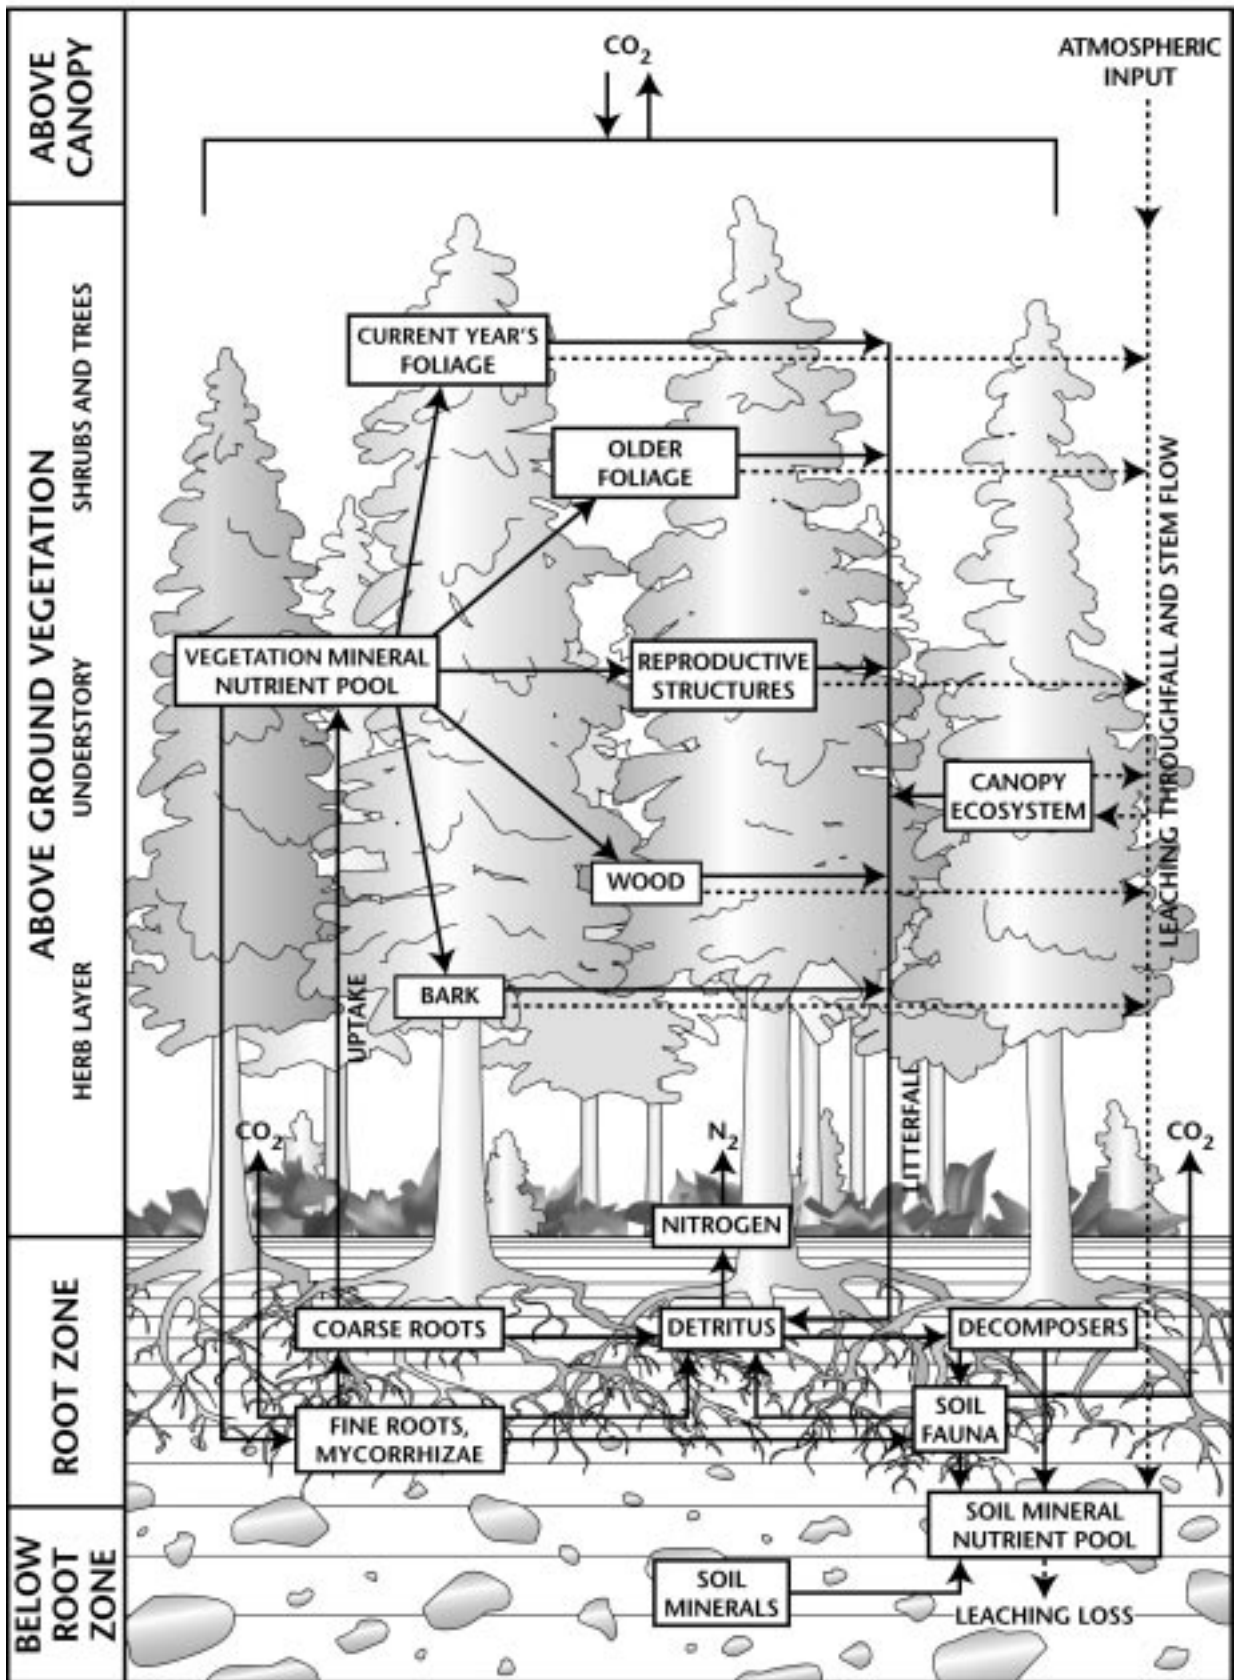 ABOVE
CANOPY
CO₂
ATMOSPHERIC
INPUT
ABOVE GROUND VEGETATION
SHRUBS AND TREES
UNDERSTORY
HERB LAYER
CURRENT YEAR'S
FOLIAGE
OLDER
FOLIAGE
VEGETATION MINERAL
NUTRIENT POOL
REPRODUCTIVE
STRUCTURES
CANOPY
ECOSYSTEM
WOOD
BARK
UPTAKE
LITTERFALL
LEACHING THROUGHFALL AND STEM FLOW
CO₂
N₂
CO₂
NITROGEN
ROOT ZONE
COARSE ROOTS
DETRITUS
DECOMPOSERS
FINE ROOTS,
MYCORRHIZAE
SOIL
FAUNA
BELOW
ROOT
ZONE
SOIL MINERAL
NUTRIENT POOL
SOIL
MINERALS
LEACHING LOSS